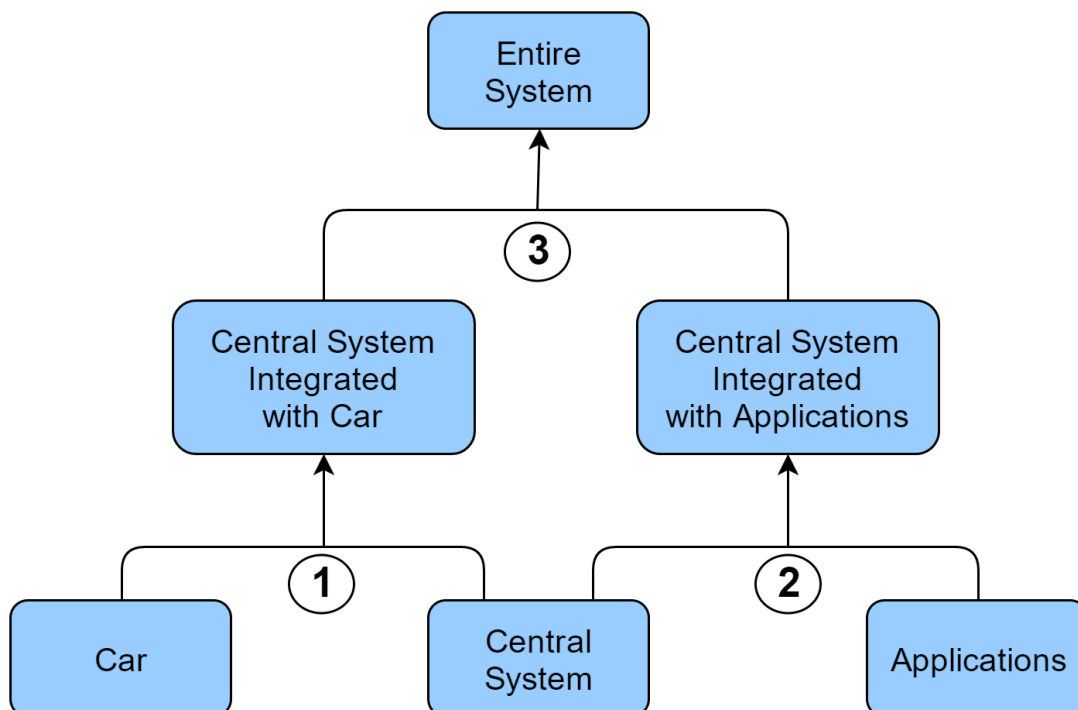 Entire
System
3
Central System
Integrated
with Car
Central System
Integrated
with Applications
1
2
Car
Central
System
Applications